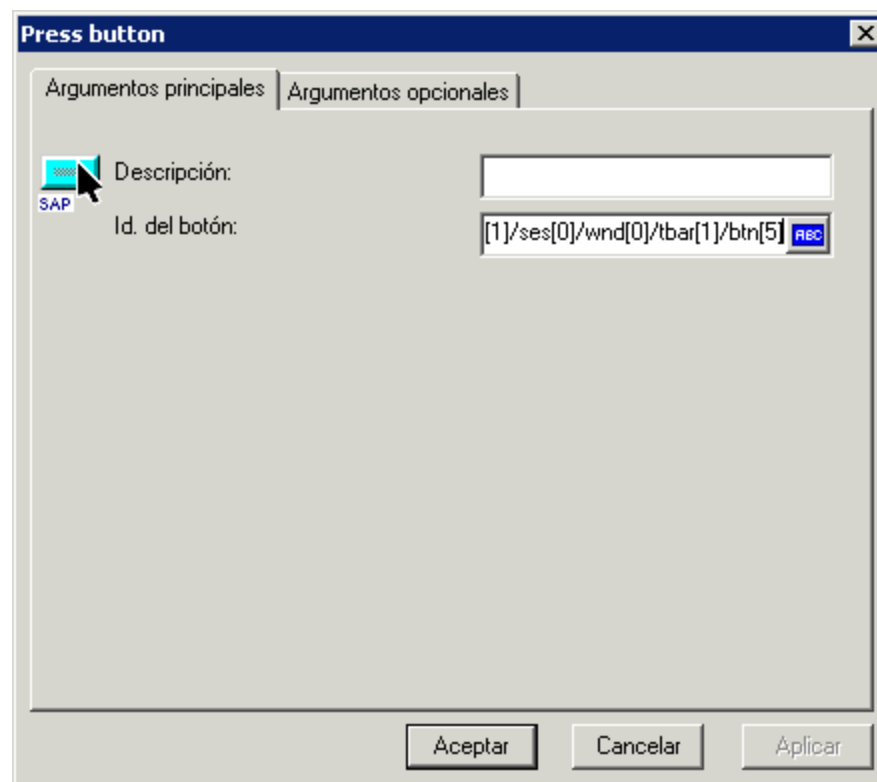 Press button
Argumentos principales Argumentos opcionales
Descripción:
SAP
Id. del botón: [1]/ses[0]/wnd[0]/tbar[1]/btn[5] ABC
Aceptar Cancelar Aplicar